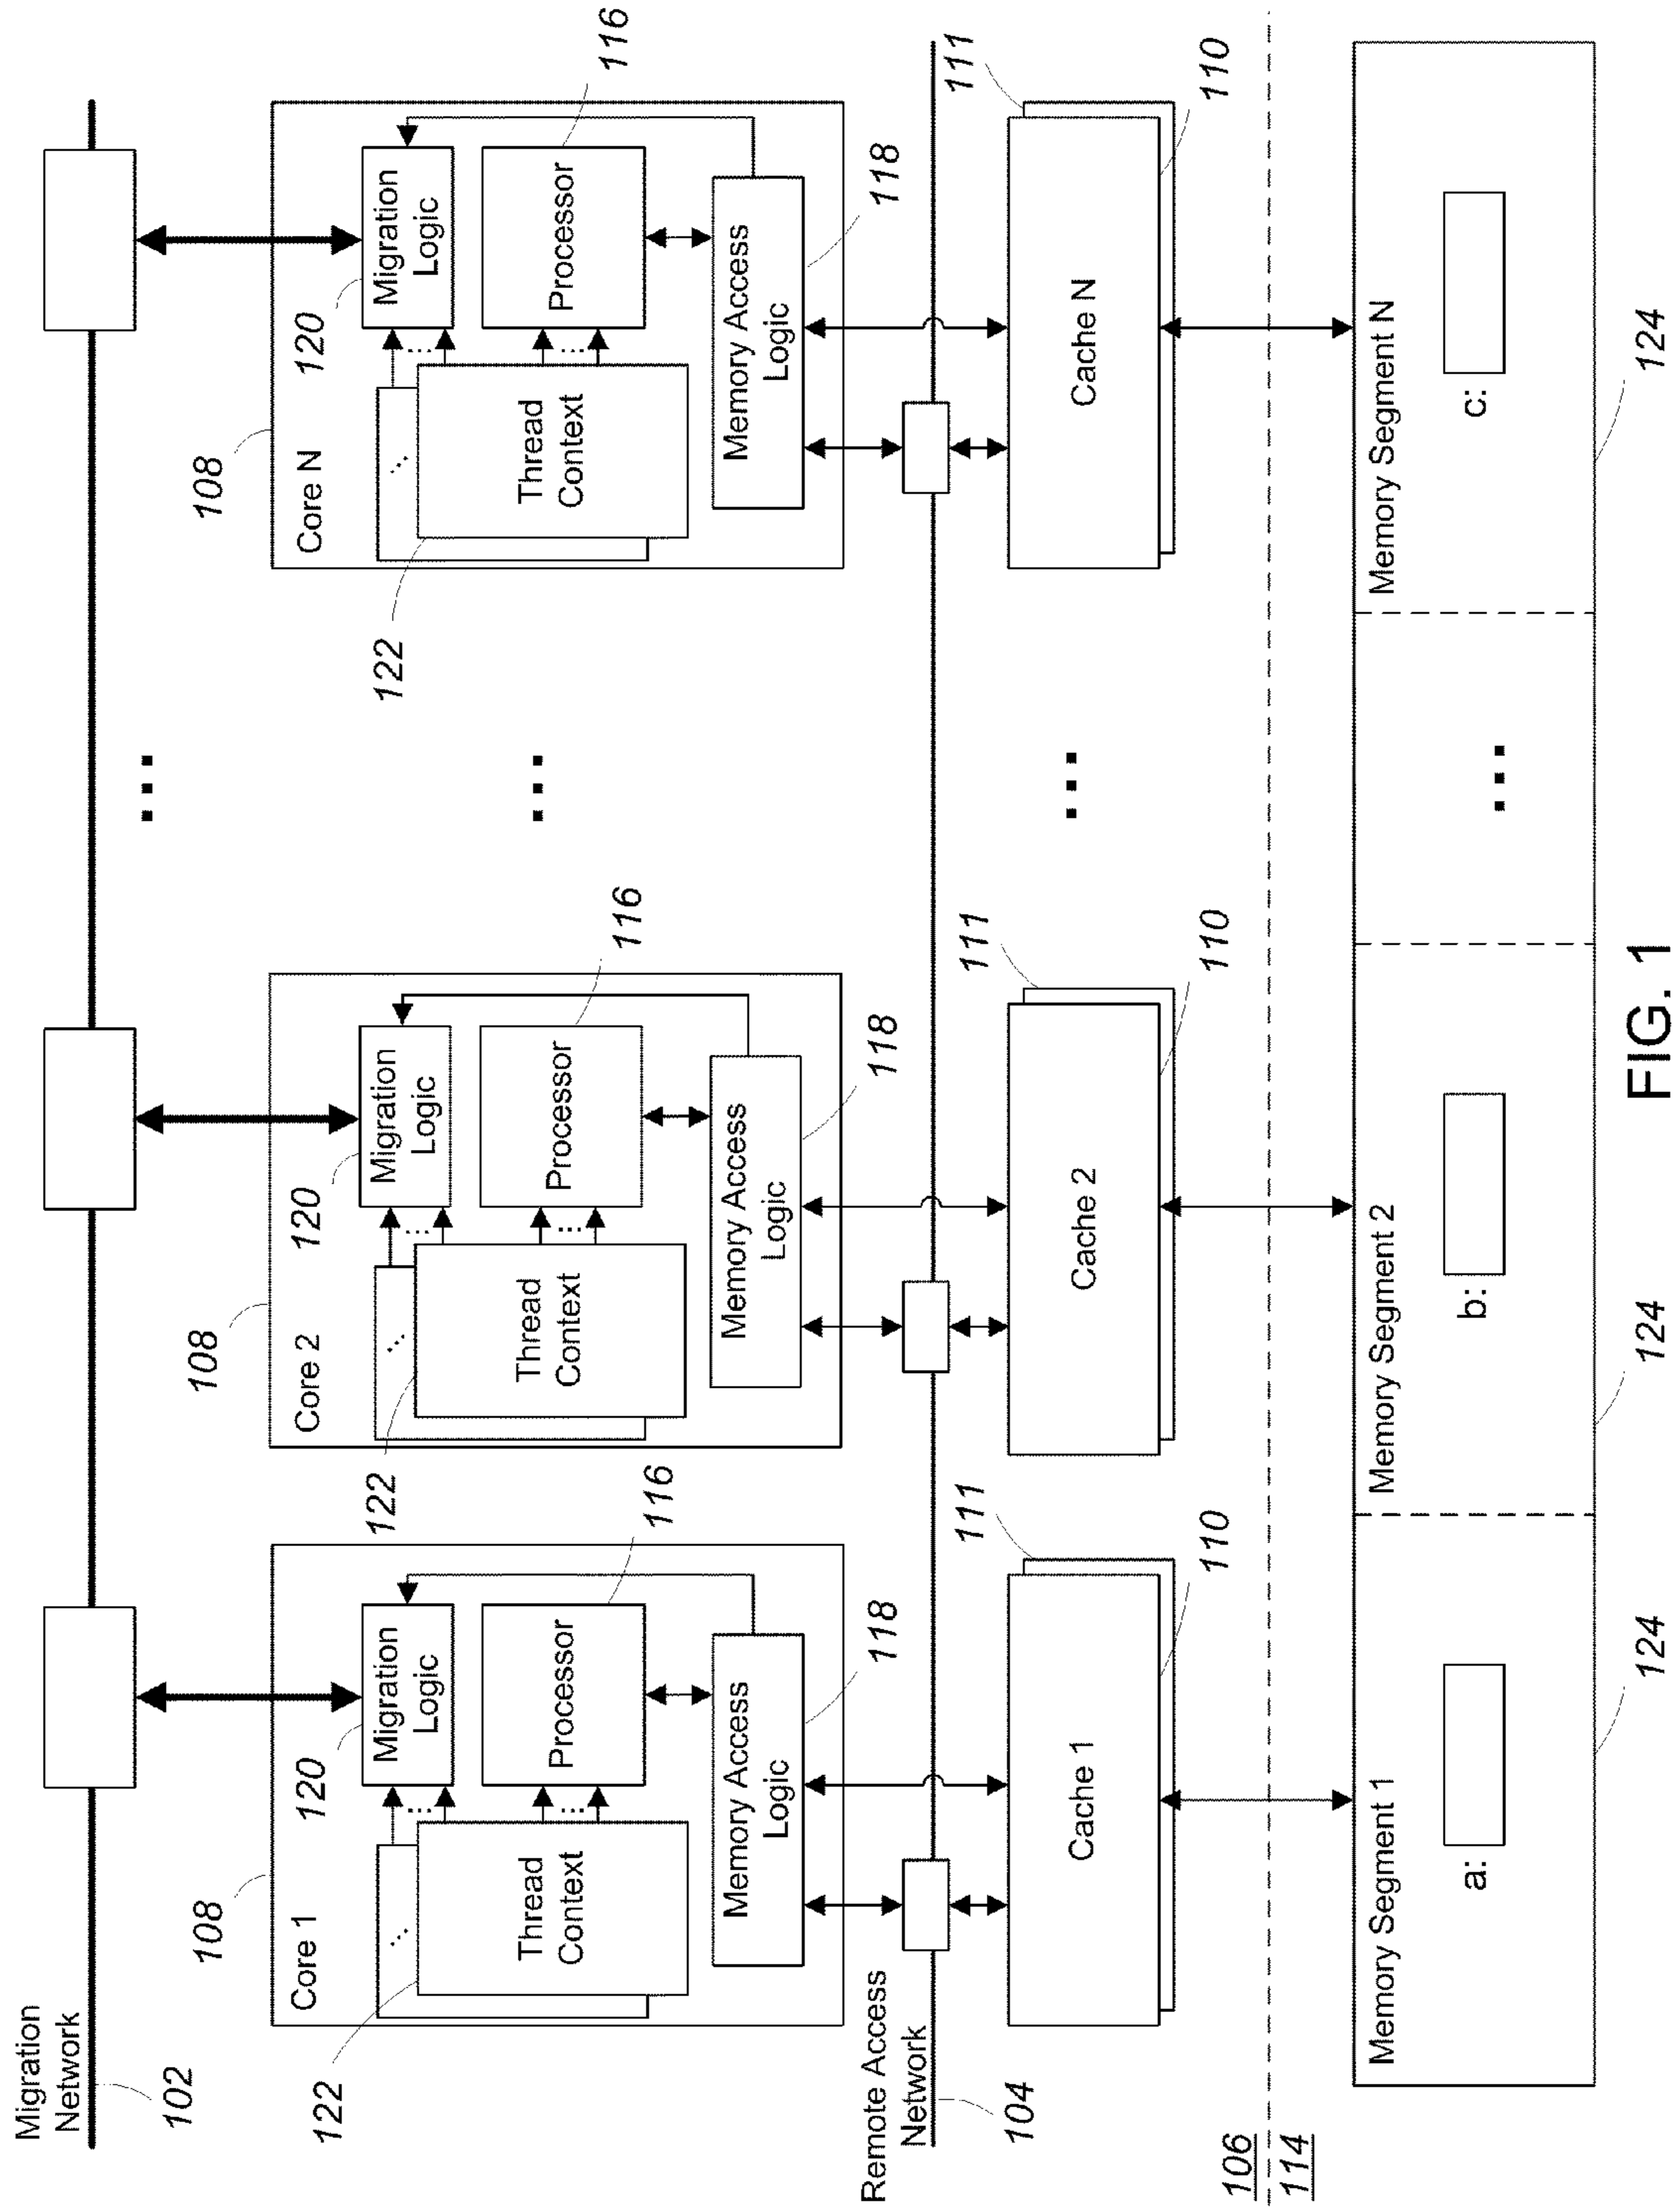 Migration
Network
102
108
Core 1
120
Migration
Logic
...
...
Thread
Context
...
Processor
116
122
Memory Access
Logic
118
108
Core 2
120
Migration
Logic
...
...
Thread
Context
...
Processor
116
122
Memory Access
Logic
118
...
...
108
Core N
120
Migration
Logic
...
...
Thread
Context
...
Processor
116
122
Memory Access
Logic
118
Remote Access
Network
104
Cache 1
111
110
Cache 2
111
110
...
Cache N
111
110
106
114
Memory Segment 1
a:
124
Memory Segment 2
b:
124
...
Memory Segment N
c:
124
FIG. 1